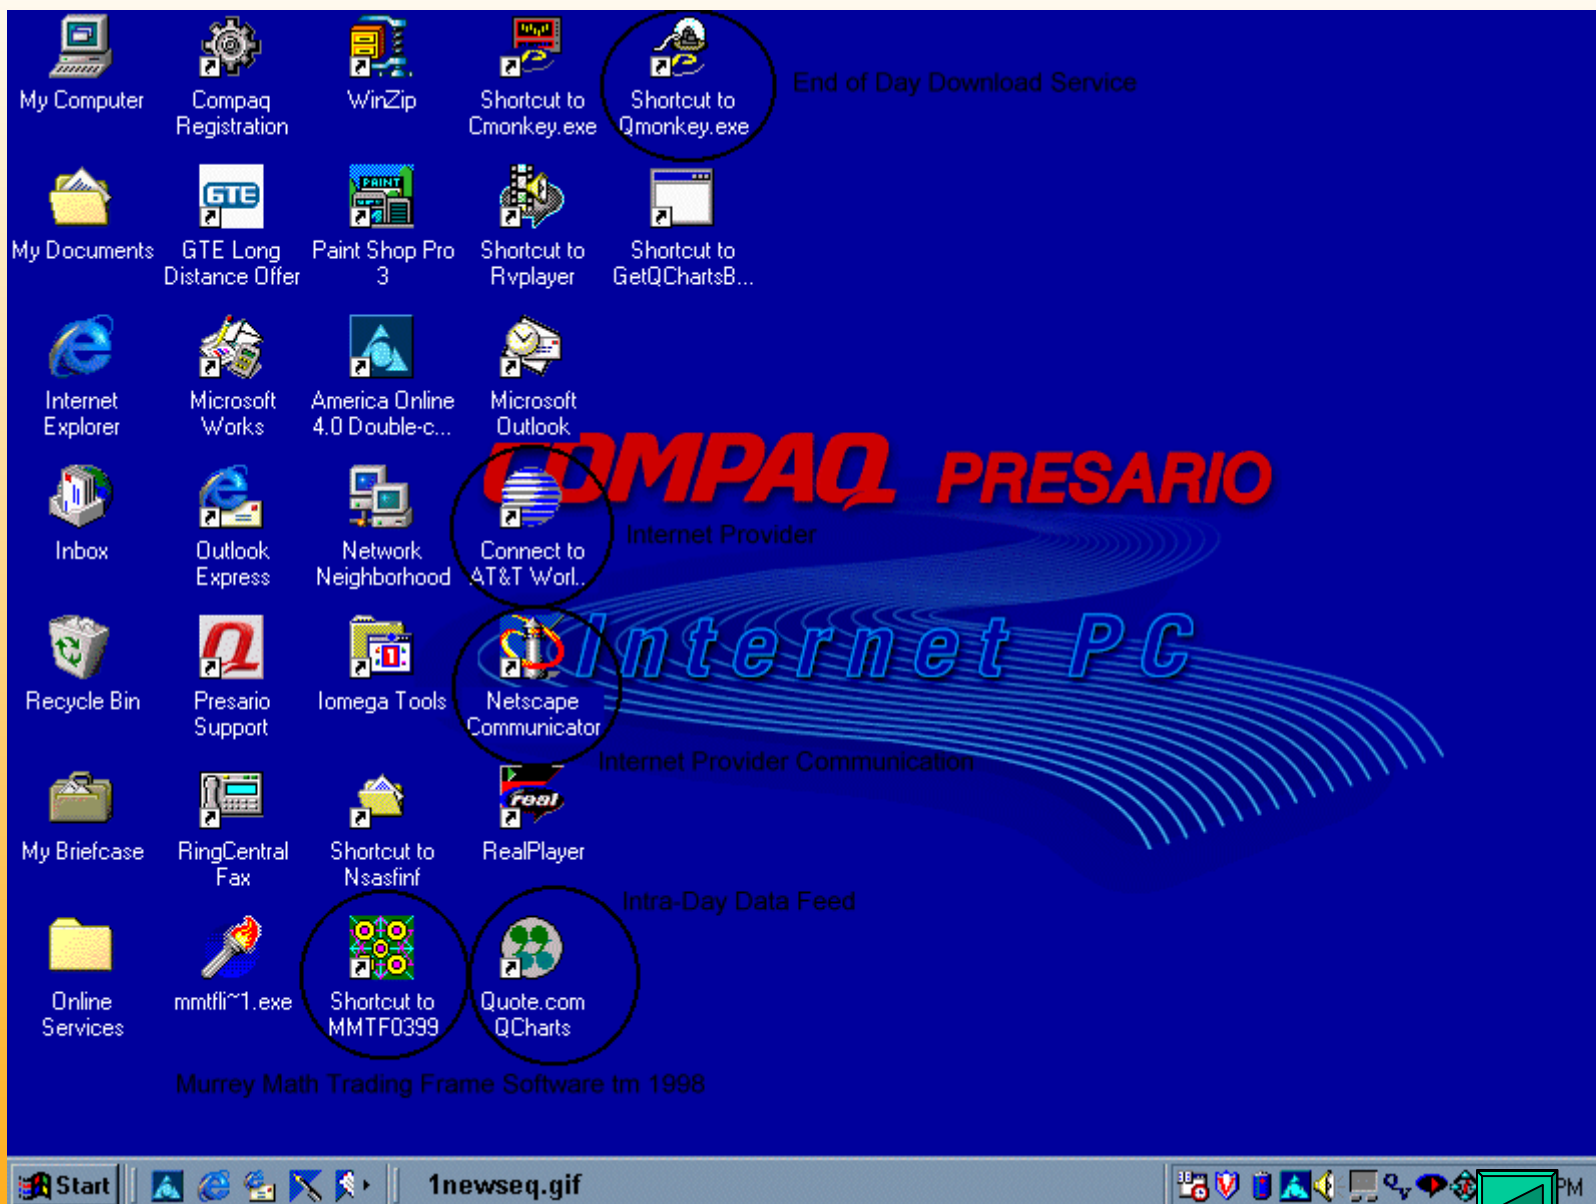 My Computer
Compaq
Registration
WinZip
Shortcut to
Cmonkey.exe
Shortcut to
Qmonkey.exe
End of Day Download Service
My Documents
GTE
GTE Long
Distance Offer
PAINT
Paint Shop Pro
3
Shortcut to
Rvplayer
Shortcut to
GetQChartsB...
Internet
Explorer
Microsoft
Works
America Online
4.0 Double-c...
Microsoft
Outlook
COMPAQ PRESARIO
Inbox
Outlook
Express
Network
Neighborhood
Connect to
AT&T Worl..
Internet Provider
Internet PC
Recycle Bin
Presario
Support
Iomega Tools
Netscape
Communicator
Internet Provider Communication
My Briefcase
RingCentral
Fax
Shortcut to
Nsasfinf
real
RealPlayer
Intra-Day Data Feed
Online
Services
mmtfli~1.exe
Shortcut to
MMTF0399
Quote.com
QCharts
Murrey Math Trading Frame Software tm 1998
Start
1newseq.gif
PM